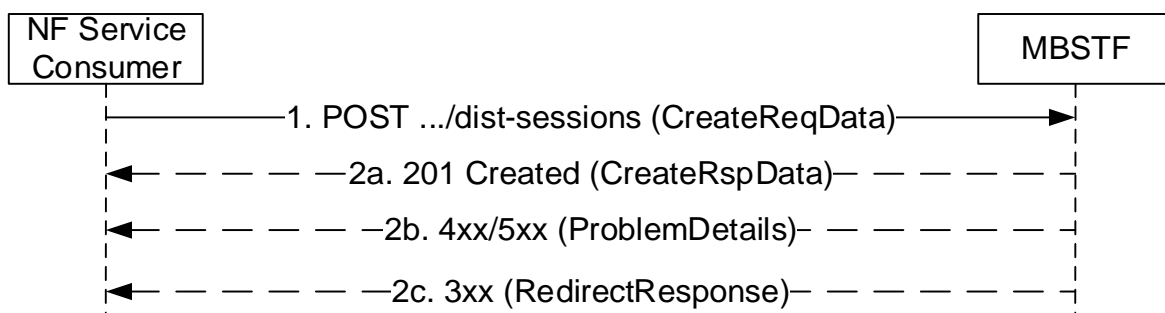 NF Service
Consumer
MBSTF
1. POST .../dist-sessions (CreateReqData)
2a. 201 Created (CreateRspData)
2b. 4xx/5xx (ProblemDetails)
2c. 3xx (RedirectResponse)